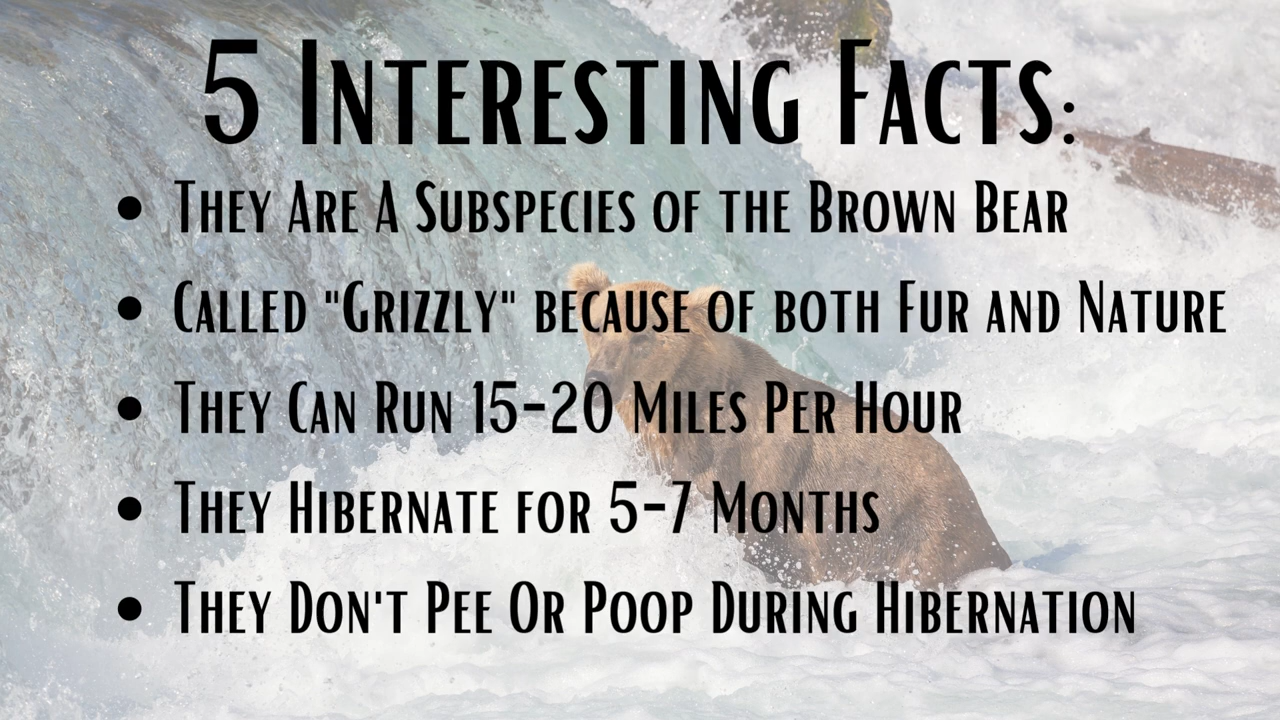 5 Interesting Facts:
• They Are A Subspecies of the Brown Bear
• Called "Grizzly" because of both Fur and Nature
• They Can Run 15-20 Miles Per Hour
• They Hibernate for 5-7 Months
• They Don't Pee Or Poop During Hibernation